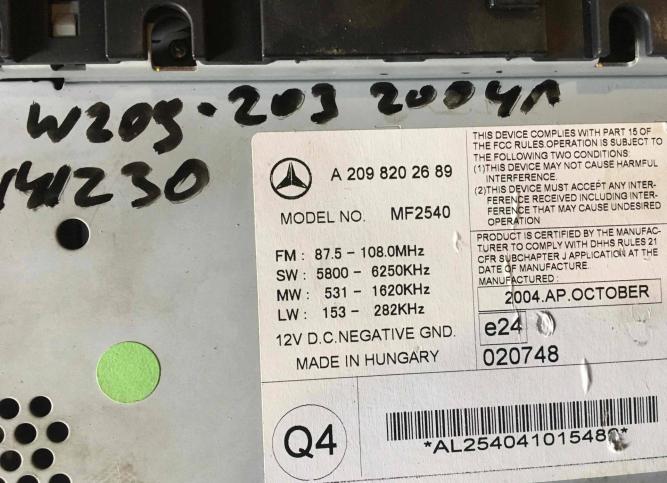 W209-203 2004г
141230
A 209 820 26 89
MODEL NO. MF2540
FM : 87.5 - 108.0MHz
SW : 5800 - 6250KHz
MW : 531 - 1620KHz
LW : 153 - 282KHz
12V D.C.NEGATIVE GND.
MADE IN HUNGARY
THIS DEVICE COMPLIES WITH PART 15 OF
THE FCC RULES.OPERATION IS SUBJECT TO
THE FOLLOWING TWO CONDITIONS:
(1)THIS DEVICE MAY NOT CAUSE HARMFUL
INTERFERENCE.
(2)THIS DEVICE MUST ACCEPT ANY INTER-
FERENCE RECEIVED INCLUDING INTER-
FERENCE THAT MAY CAUSE UNDESIRED
OPERATION
PRODUCT IS CERTIFIED BY THE MANUFAC-
TURER TO COMPLY WITH DHHS RULES 21
CFR SUBCHAPTER J APPLICATION AT THE
DATE OF MANUFACTURE.
MANUFACTURED :
2004.AP.OCTOBER
e24
020748
Q4